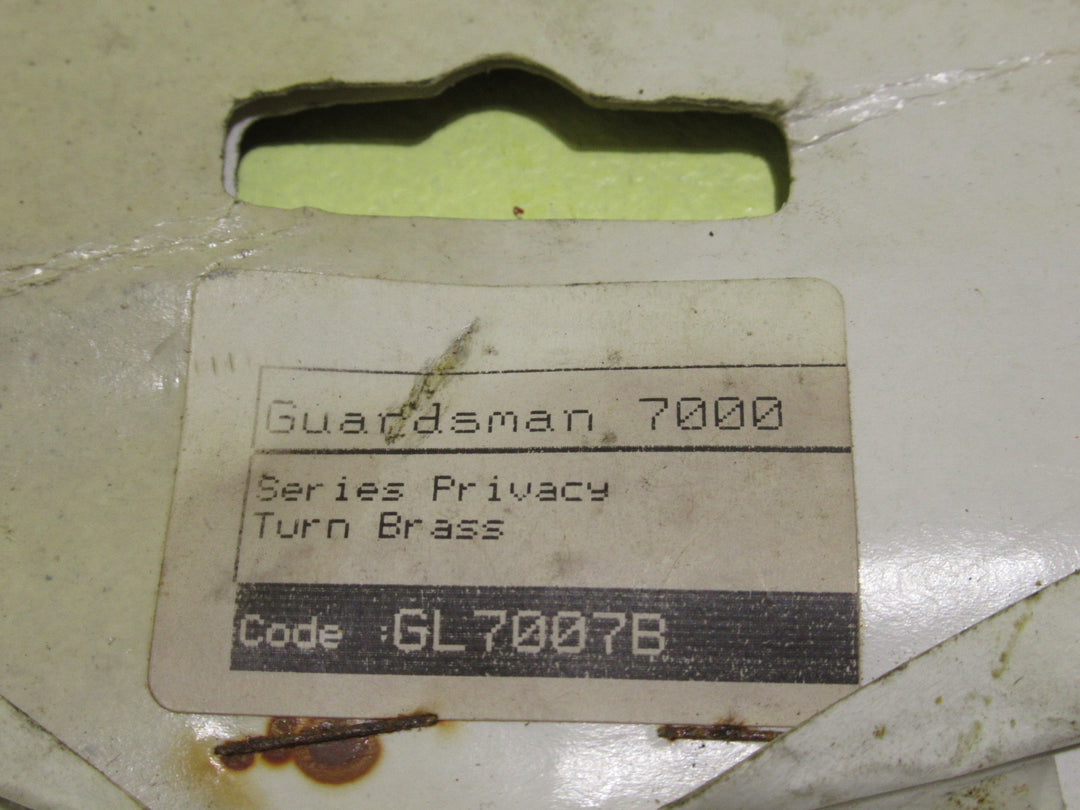 Guardsman 7000
Series Privacy
Turn Brass
Code :GL7007B